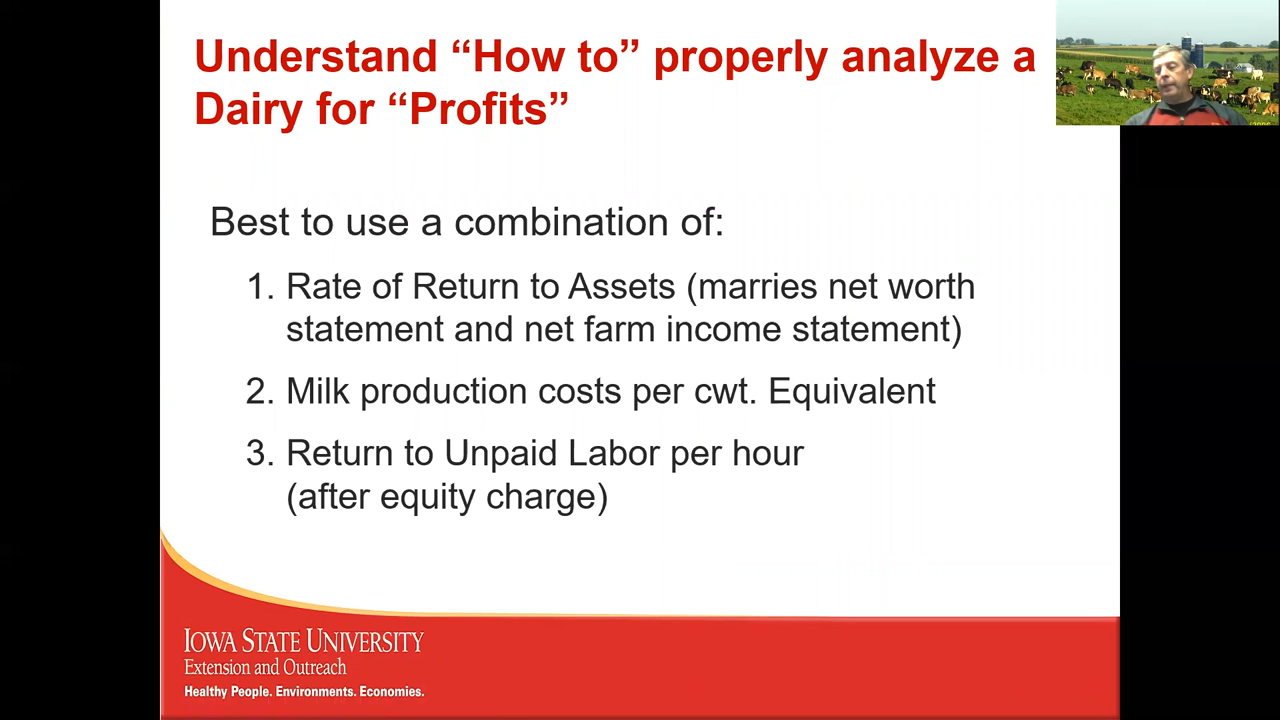 Understand “How to” properly analyze a
Dairy for “Profits”
Best to use a combination of:
1. Rate of Return to Assets (marries net worth
statement and net farm income statement)
2. Milk production costs per cwt. Equivalent
3. Return to Unpaid Labor per hour
(after equity charge)
IOWA STATE UNIVERSITY
Extension and Outreach
Healthy People. Environments. Economies.